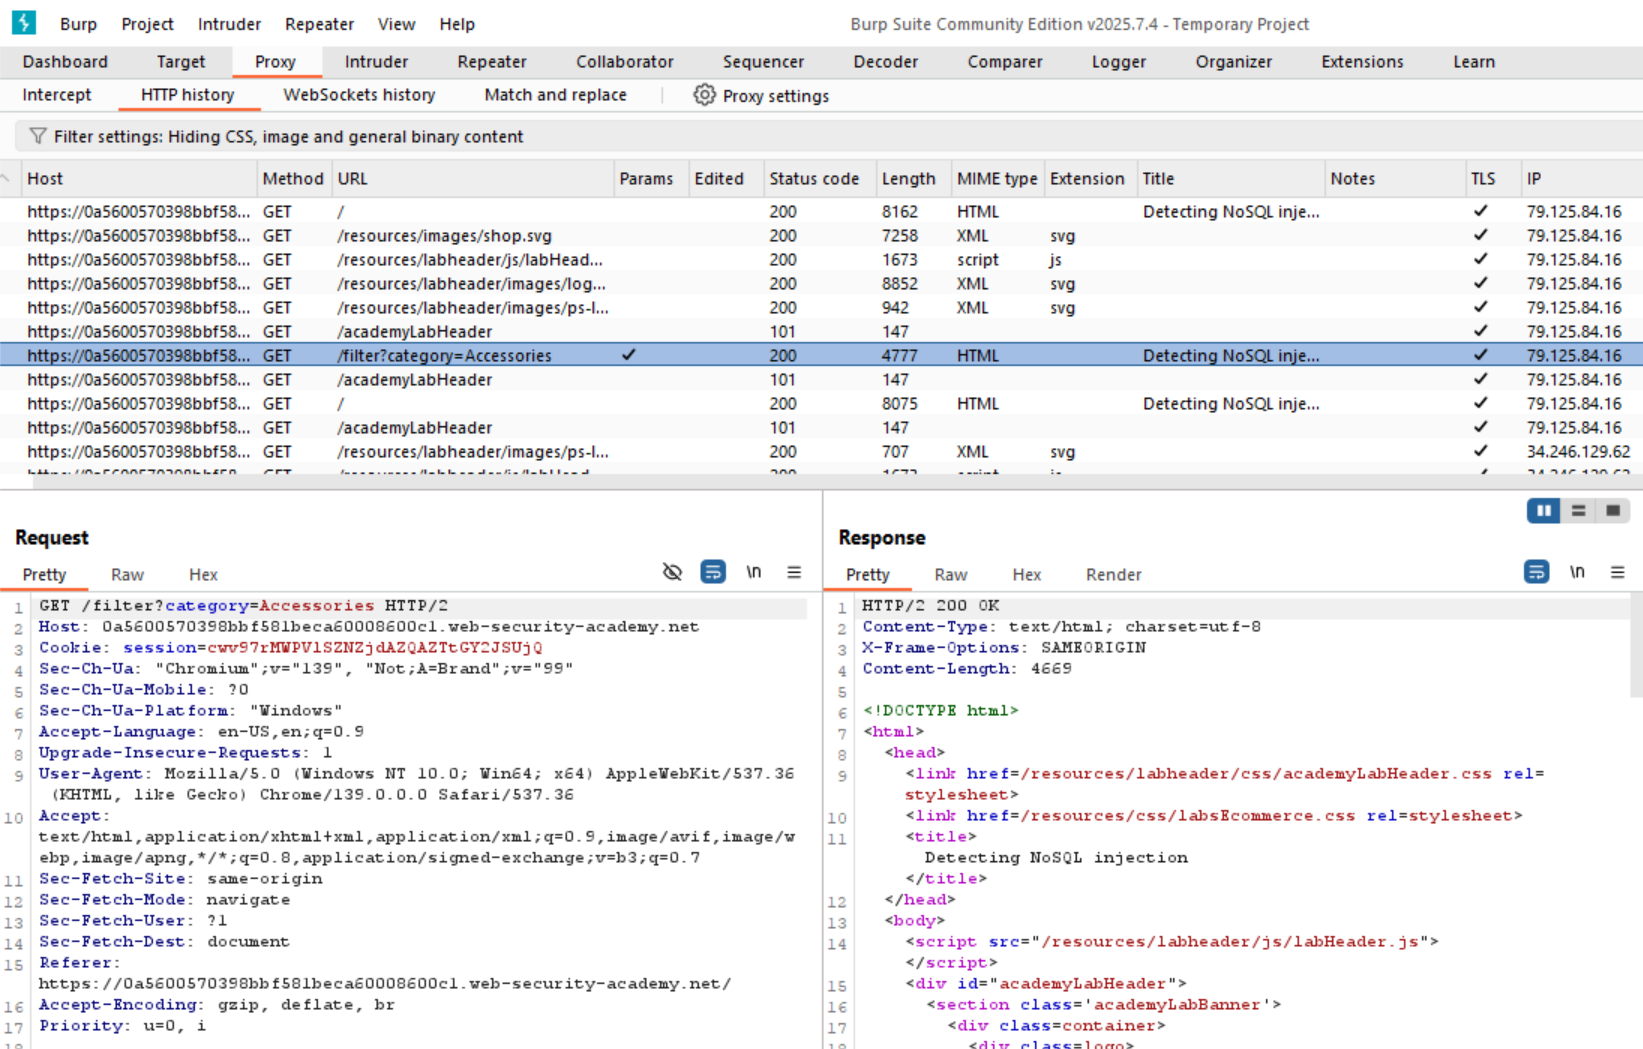 Burp Project Intruder Repeater View Help Burp Suite Community Edition v2025.7.4 - Temporary Project
Dashboard Target Proxy Intruder Repeater Collaborator Sequencer Decoder Comparer Logger Organizer Extensions Learn
Intercept HTTP history WebSockets history Match and replace Proxy settings
Filter settings: Hiding CSS, image and general binary content
Host Method URL Params Edited Status code Length MIME type Extension Title Notes TLS IP
https://0a5600570398bbf58... GET / 200 8162 HTML Detecting NoSQL inje... ✓ 79.125.84.16
https://0a5600570398bbf58... GET /resources/images/shop.svg 200 7258 XML svg ✓ 79.125.84.16
https://0a5600570398bbf58... GET /resources/labheader/js/labHead... 200 1673 script js ✓ 79.125.84.16
https://0a5600570398bbf58... GET /resources/labheader/images/log... 200 8852 XML svg ✓ 79.125.84.16
https://0a5600570398bbf58... GET /resources/labheader/images/ps-l... 200 942 XML svg ✓ 79.125.84.16
https://0a5600570398bbf58... GET /academyLabHeader 101 147 ✓ 79.125.84.16
https://0a5600570398bbf58... GET /filter?category=Accessories ✓ 200 4777 HTML Detecting NoSQL inje... ✓ 79.125.84.16
https://0a5600570398bbf58... GET /academyLabHeader 101 147 ✓ 79.125.84.16
https://0a5600570398bbf58... GET / 200 8075 HTML Detecting NoSQL inje... ✓ 79.125.84.16
https://0a5600570398bbf58... GET /academyLabHeader 101 147 ✓ 79.125.84.16
https://0a5600570398bbf58... GET /resources/labheader/images/ps-l... 200 707 XML svg ✓ 34.246.129.62
Request
Pretty Raw Hex \n
1 GET /filter?category=Accessories HTTP/2
2 Host: 0a5600570398bbf581beca60008600c1.web-security-academy.net
3 Cookie: session=cwv97rMWPVlSZNZjdAZQAZTtGY2JSUjQ
4 Sec-Ch-Ua: "Chromium";v="139", "Not;A=Brand";v="99"
5 Sec-Ch-Ua-Mobile: ?0
6 Sec-Ch-Ua-Platform: "Windows"
7 Accept-Language: en-US,en;q=0.9
8 Upgrade-Insecure-Requests: 1
9 User-Agent: Mozilla/5.0 (Windows NT 10.0; Win64; x64) AppleWebKit/537.36
(KHTML, like Gecko) Chrome/139.0.0.0 Safari/537.36
10 Accept:
text/html,application/xhtml+xml,application/xml;q=0.9,image/avif,image/w
ebp,image/apng,*/*;q=0.8,application/signed-exchange;v=b3;q=0.7
11 Sec-Fetch-Site: same-origin
12 Sec-Fetch-Mode: navigate
13 Sec-Fetch-User: ?1
14 Sec-Fetch-Dest: document
15 Referer:
https://0a5600570398bbf581beca60008600c1.web-security-academy.net/
16 Accept-Encoding: gzip, deflate, br
17 Priority: u=0, i
Response
Pretty Raw Hex Render \n
1 HTTP/2 200 OK
2 Content-Type: text/html; charset=utf-8
3 X-Frame-Options: SAMEORIGIN
4 Content-Length: 4669
5
6 <!DOCTYPE html>
7 <html>
8 <head>
9 <link href=/resources/labheader/css/academyLabHeader.css rel=
stylesheet>
10 <link href=/resources/css/labsEcommerce.css rel=stylesheet>
11 <title>
Detecting NoSQL injection
</title>
12 </head>
13 <body>
14 <script src="/resources/labheader/js/labHeader.js">
</script>
15 <div id="academyLabHeader">
16 <section class='academyLabBanner'>
17 <div class=container>
18 <div class=logo>